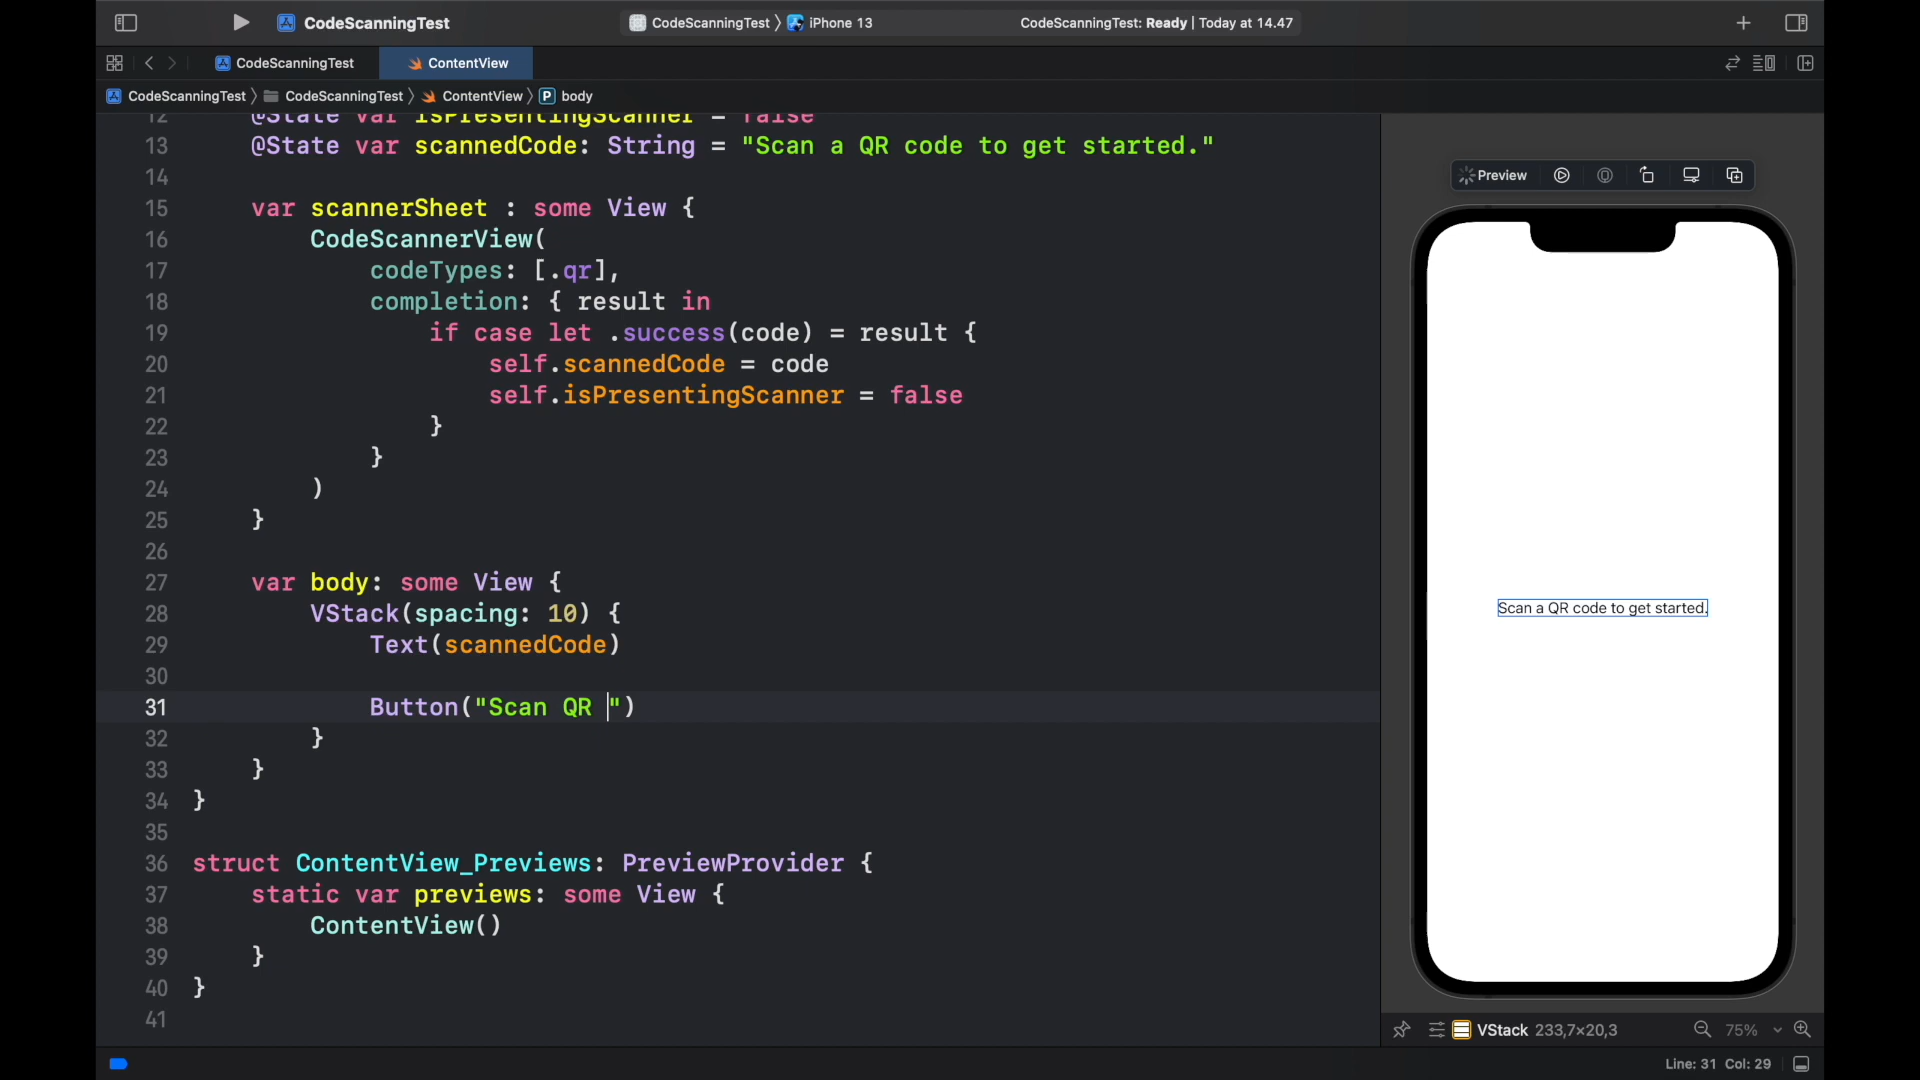 CodeScanningTest
CodeScanningTest 〉 iPhone 13
CodeScanningTest: Ready | Today at 14.47
CodeScanningTest
ContentView
CodeScanningTest 〉 CodeScanningTest 〉 ContentView 〉 P body
12 @State var isPresentingScanner = false
13 @State var scannedCode: String = "Scan a QR code to get started."
14
15 var scannerSheet : some View {
16 CodeScannerView(
17 codeTypes: [.qr],
18 completion: { result in
19 if case let .success(code) = result {
20 self.scannedCode = code
21 self.isPresentingScanner = false
22 }
23 }
24 )
25 }
26
27 var body: some View {
28 VStack(spacing: 10) {
29 Text(scannedCode)
30
31 Button("Scan QR ")
32 }
33 }
34 }
35
36 struct ContentView_Previews: PreviewProvider {
37 static var previews: some View {
38 ContentView()
39 }
40 }
41
Preview
Scan a QR code to get started.
VStack 233,7×20,3
75%
Line: 31 Col: 29